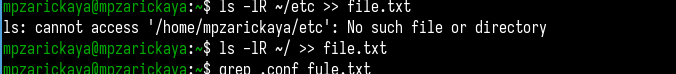 mpzarickaya@mpzarickaya:~$ ls -lR ~/etc >> file.txt
ls: cannot access '/home/mpzarickaya/etc': No such file or directory
mpzarickaya@mpzarickaya:~$ ls -lR ~/ >> file.txt
mpzarickaya@mpzarickaya:~$ grep .conf fule.txt